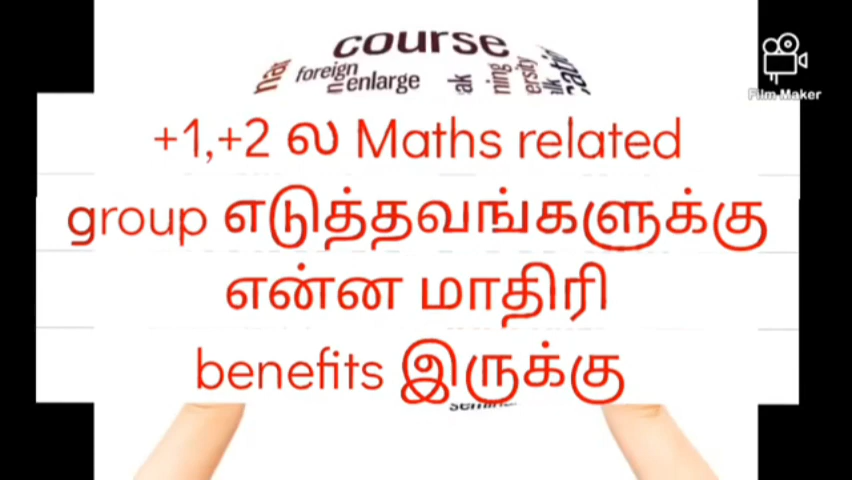 course
foreign
enlarge
Film Maker
+1,+2 ல Maths related
group எடுத்தவங்களுக்கு
என்ன மாதிரி
benefits இருக்கு